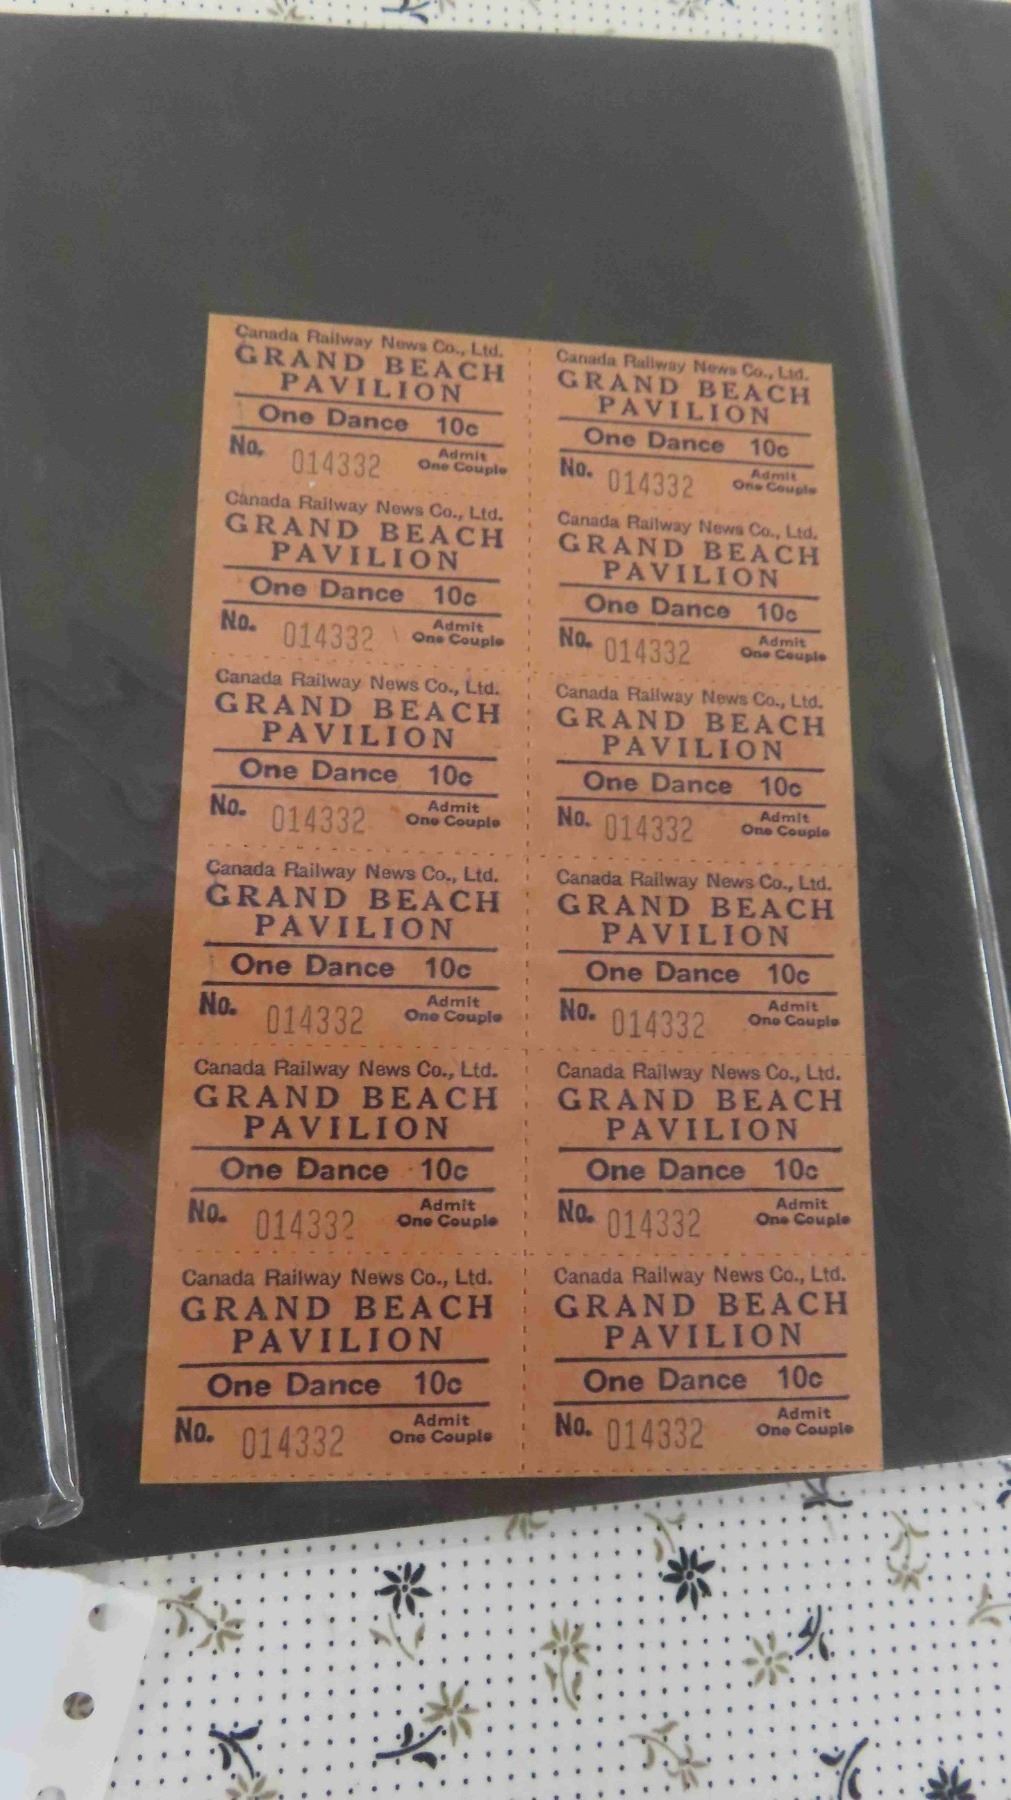 Canada Railway News Co., Ltd.
GRAND BEACH
PAVILION
One Dance 10c
No. 014332 Admit
One Couple
Canada Railway News Co., Ltd.
GRAND BEACH
PAVILION
One Dance 10c
No. 014332 Admit
One Couple
Canada Railway News Co., Ltd.
GRAND BEACH
PAVILION
One Dance 10c
No. 014332 Admit
One Couple
Canada Railway News Co., Ltd.
GRAND BEACH
PAVILION
One Dance 10c
No. 014332 Admit
One Couple
Canada Railway News Co., Ltd.
GRAND BEACH
PAVILION
One Dance 10c
No. 014332 Admit
One Couple
Canada Railway News Co., Ltd.
GRAND BEACH
PAVILION
One Dance 10c
No. 014332 Admit
One Couple
Canada Railway News Co., Ltd.
GRAND BEACH
PAVILION
One Dance 10c
No. 014332 Admit
One Couple
Canada Railway News Co., Ltd.
GRAND BEACH
PAVILION
One Dance 10c
No. 014332 Admit
One Couple
Canada Railway News Co., Ltd.
GRAND BEACH
PAVILION
One Dance 10c
No. 014332 Admit
One Couple
Canada Railway News Co., Ltd.
GRAND BEACH
PAVILION
One Dance 10c
No. 014332 Admit
One Couple
Canada Railway News Co., Ltd.
GRAND BEACH
PAVILION
One Dance 10c
No. 014332 Admit
One Couple
Canada Railway News Co., Ltd.
GRAND BEACH
PAVILION
One Dance 10c
No. 014332 Admit
One Couple